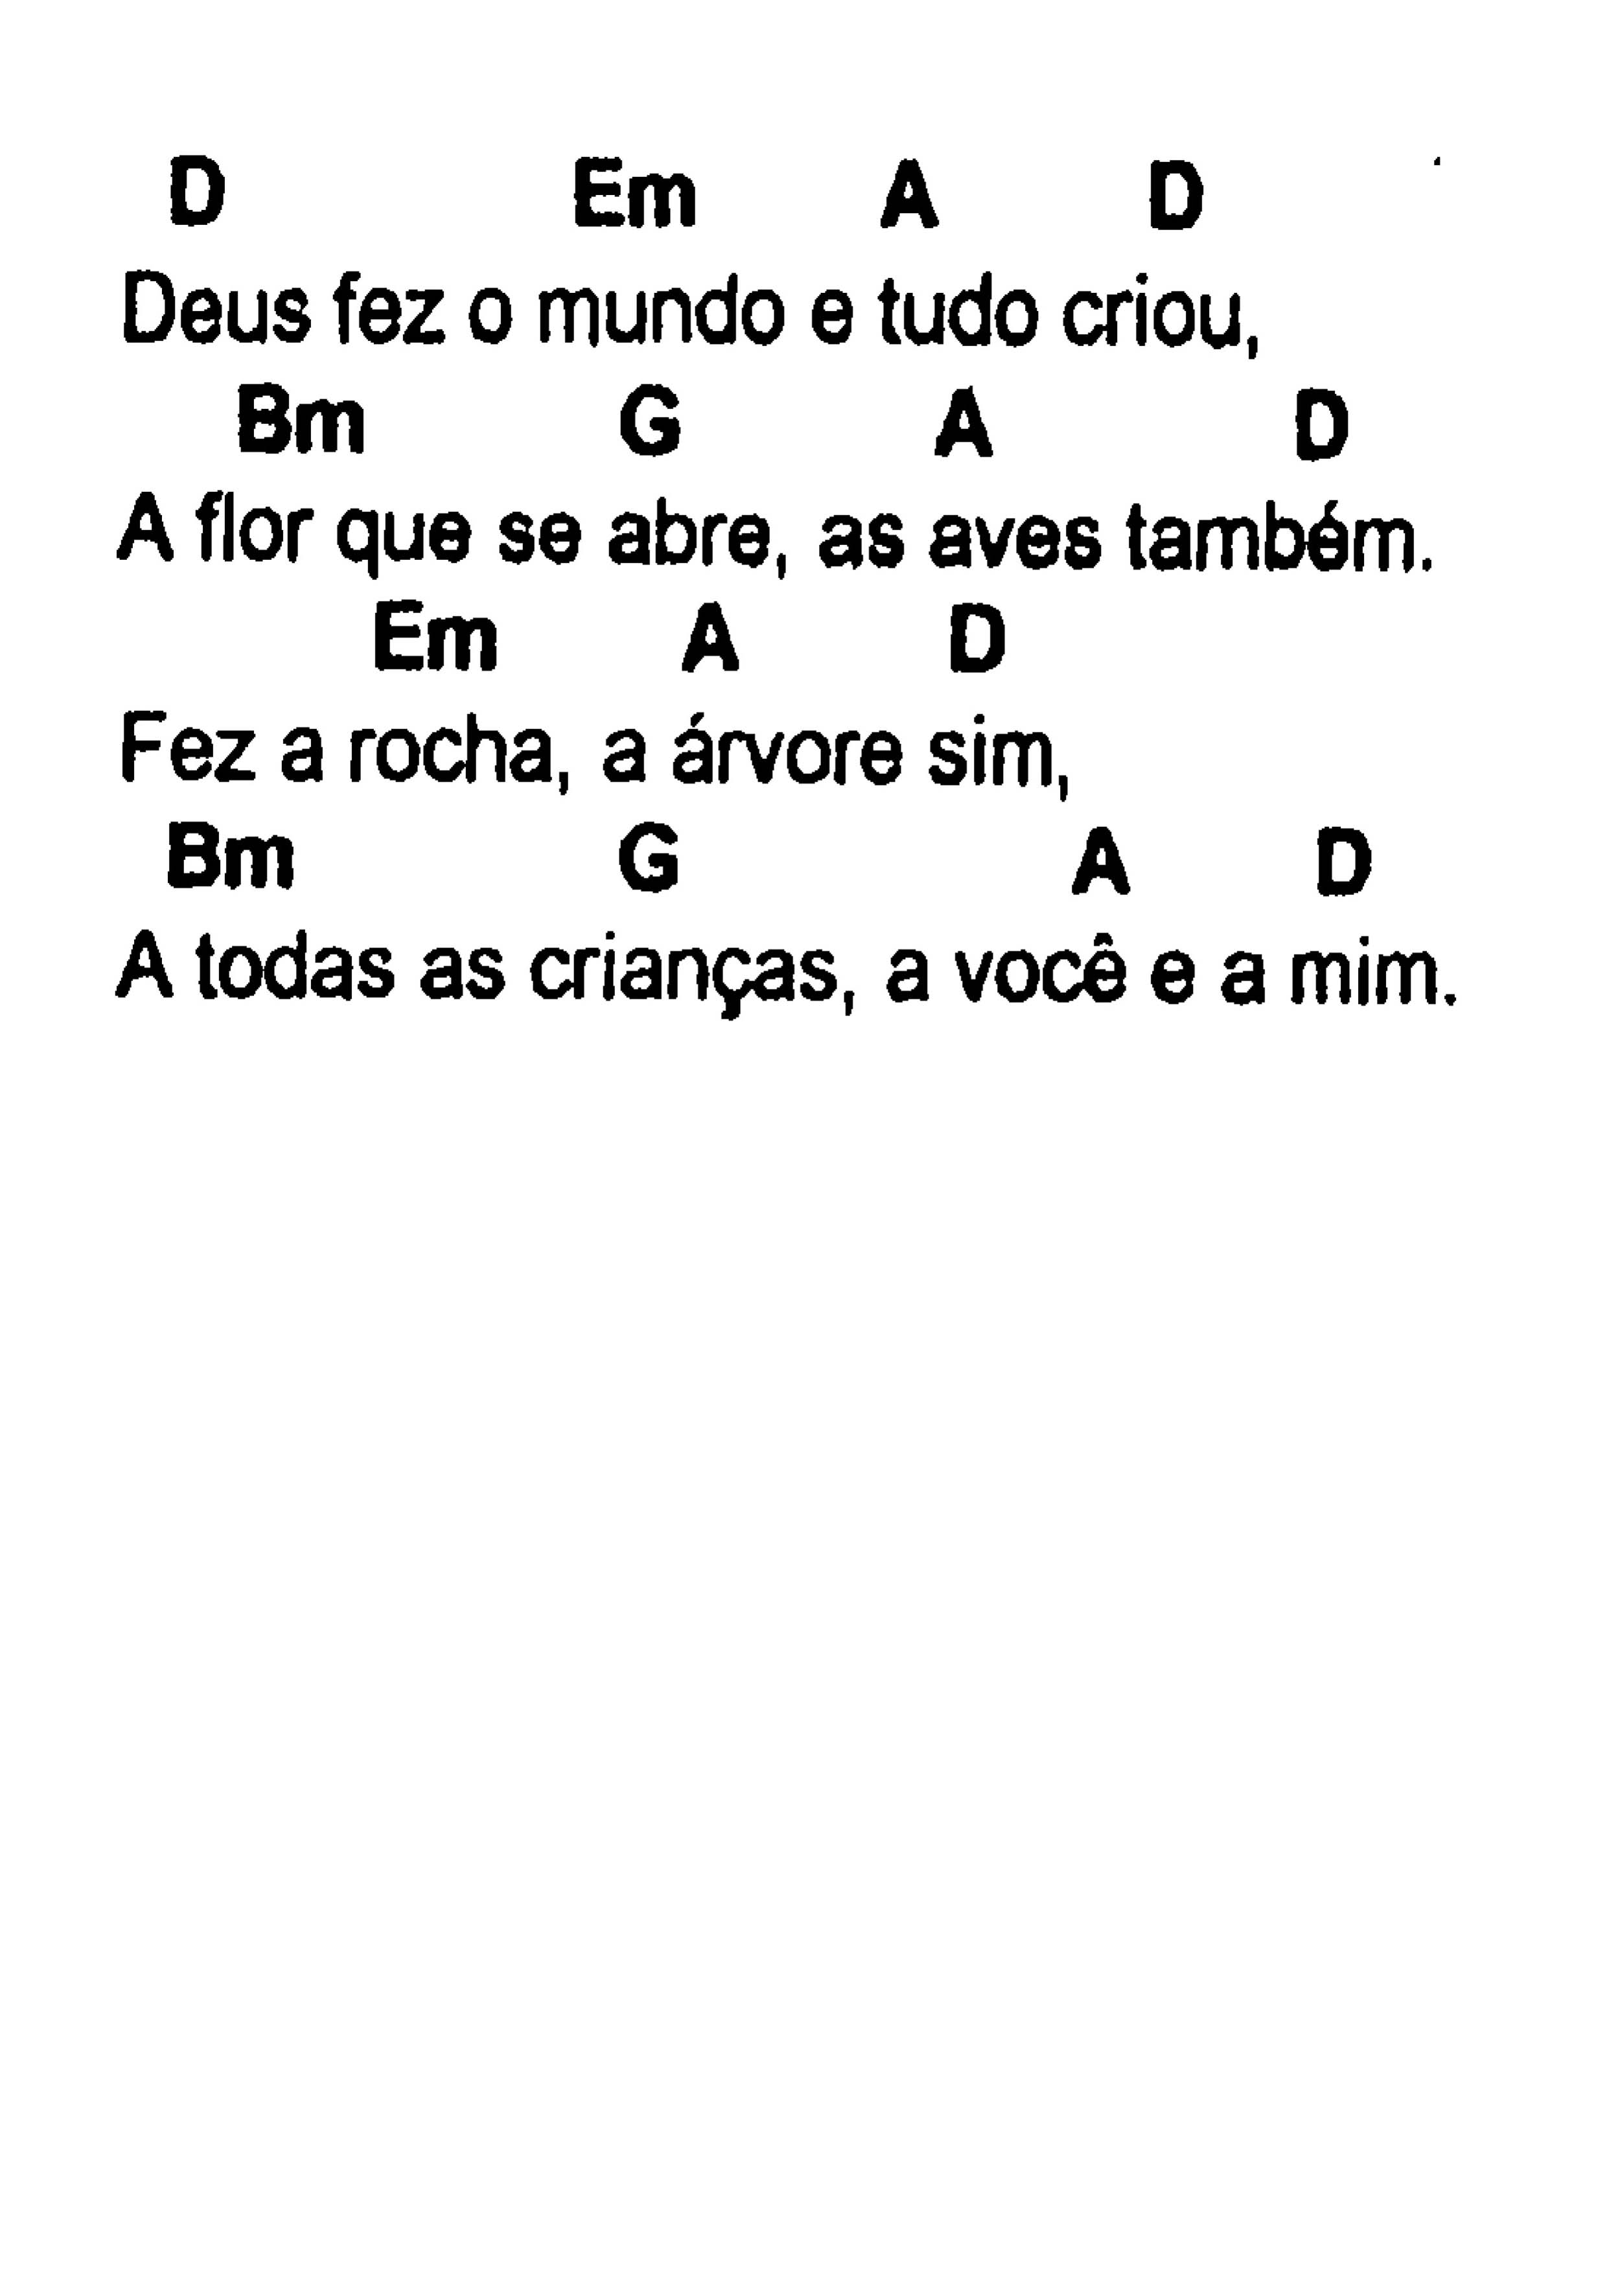 D Em A D
Deus fez o mundo e tudo criou,
Bm G A D
A flor que se abre, as aves também.
Em A D
Fez a rocha, a árvore sim,
Bm G A D
A todas as crianças, a você e a mim.